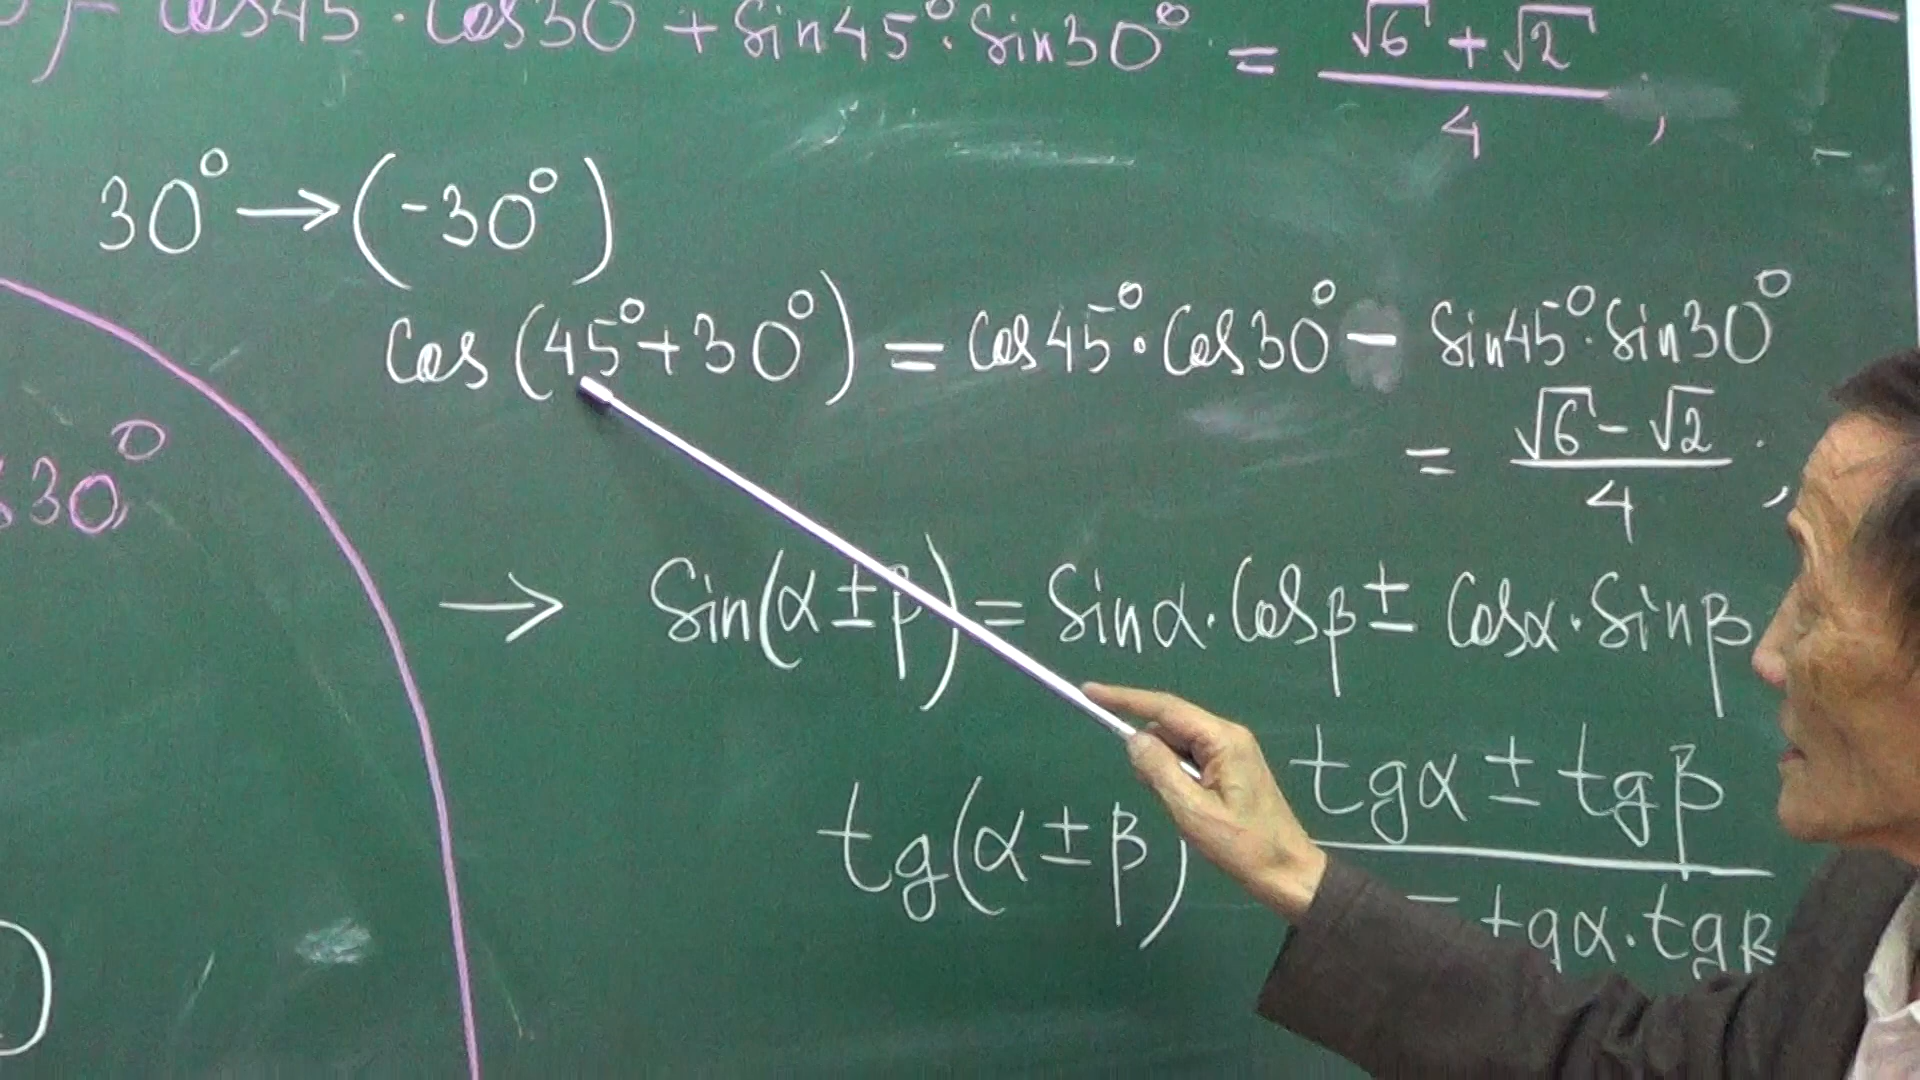 cos45 · cos30 + sin45° · sin30° = (√6 + √2)/4 ,
30° → (-30°)
cos(45° + 30°) = cos45° · cos30° − sin45° · sin30°
= (√6 − √2)/4 ,
30°,
→ sin(α ± β) = sinα · cosβ ± cosα · sinβ
tg(α ± β)
tgα ± tgβ
tgα · tgβ